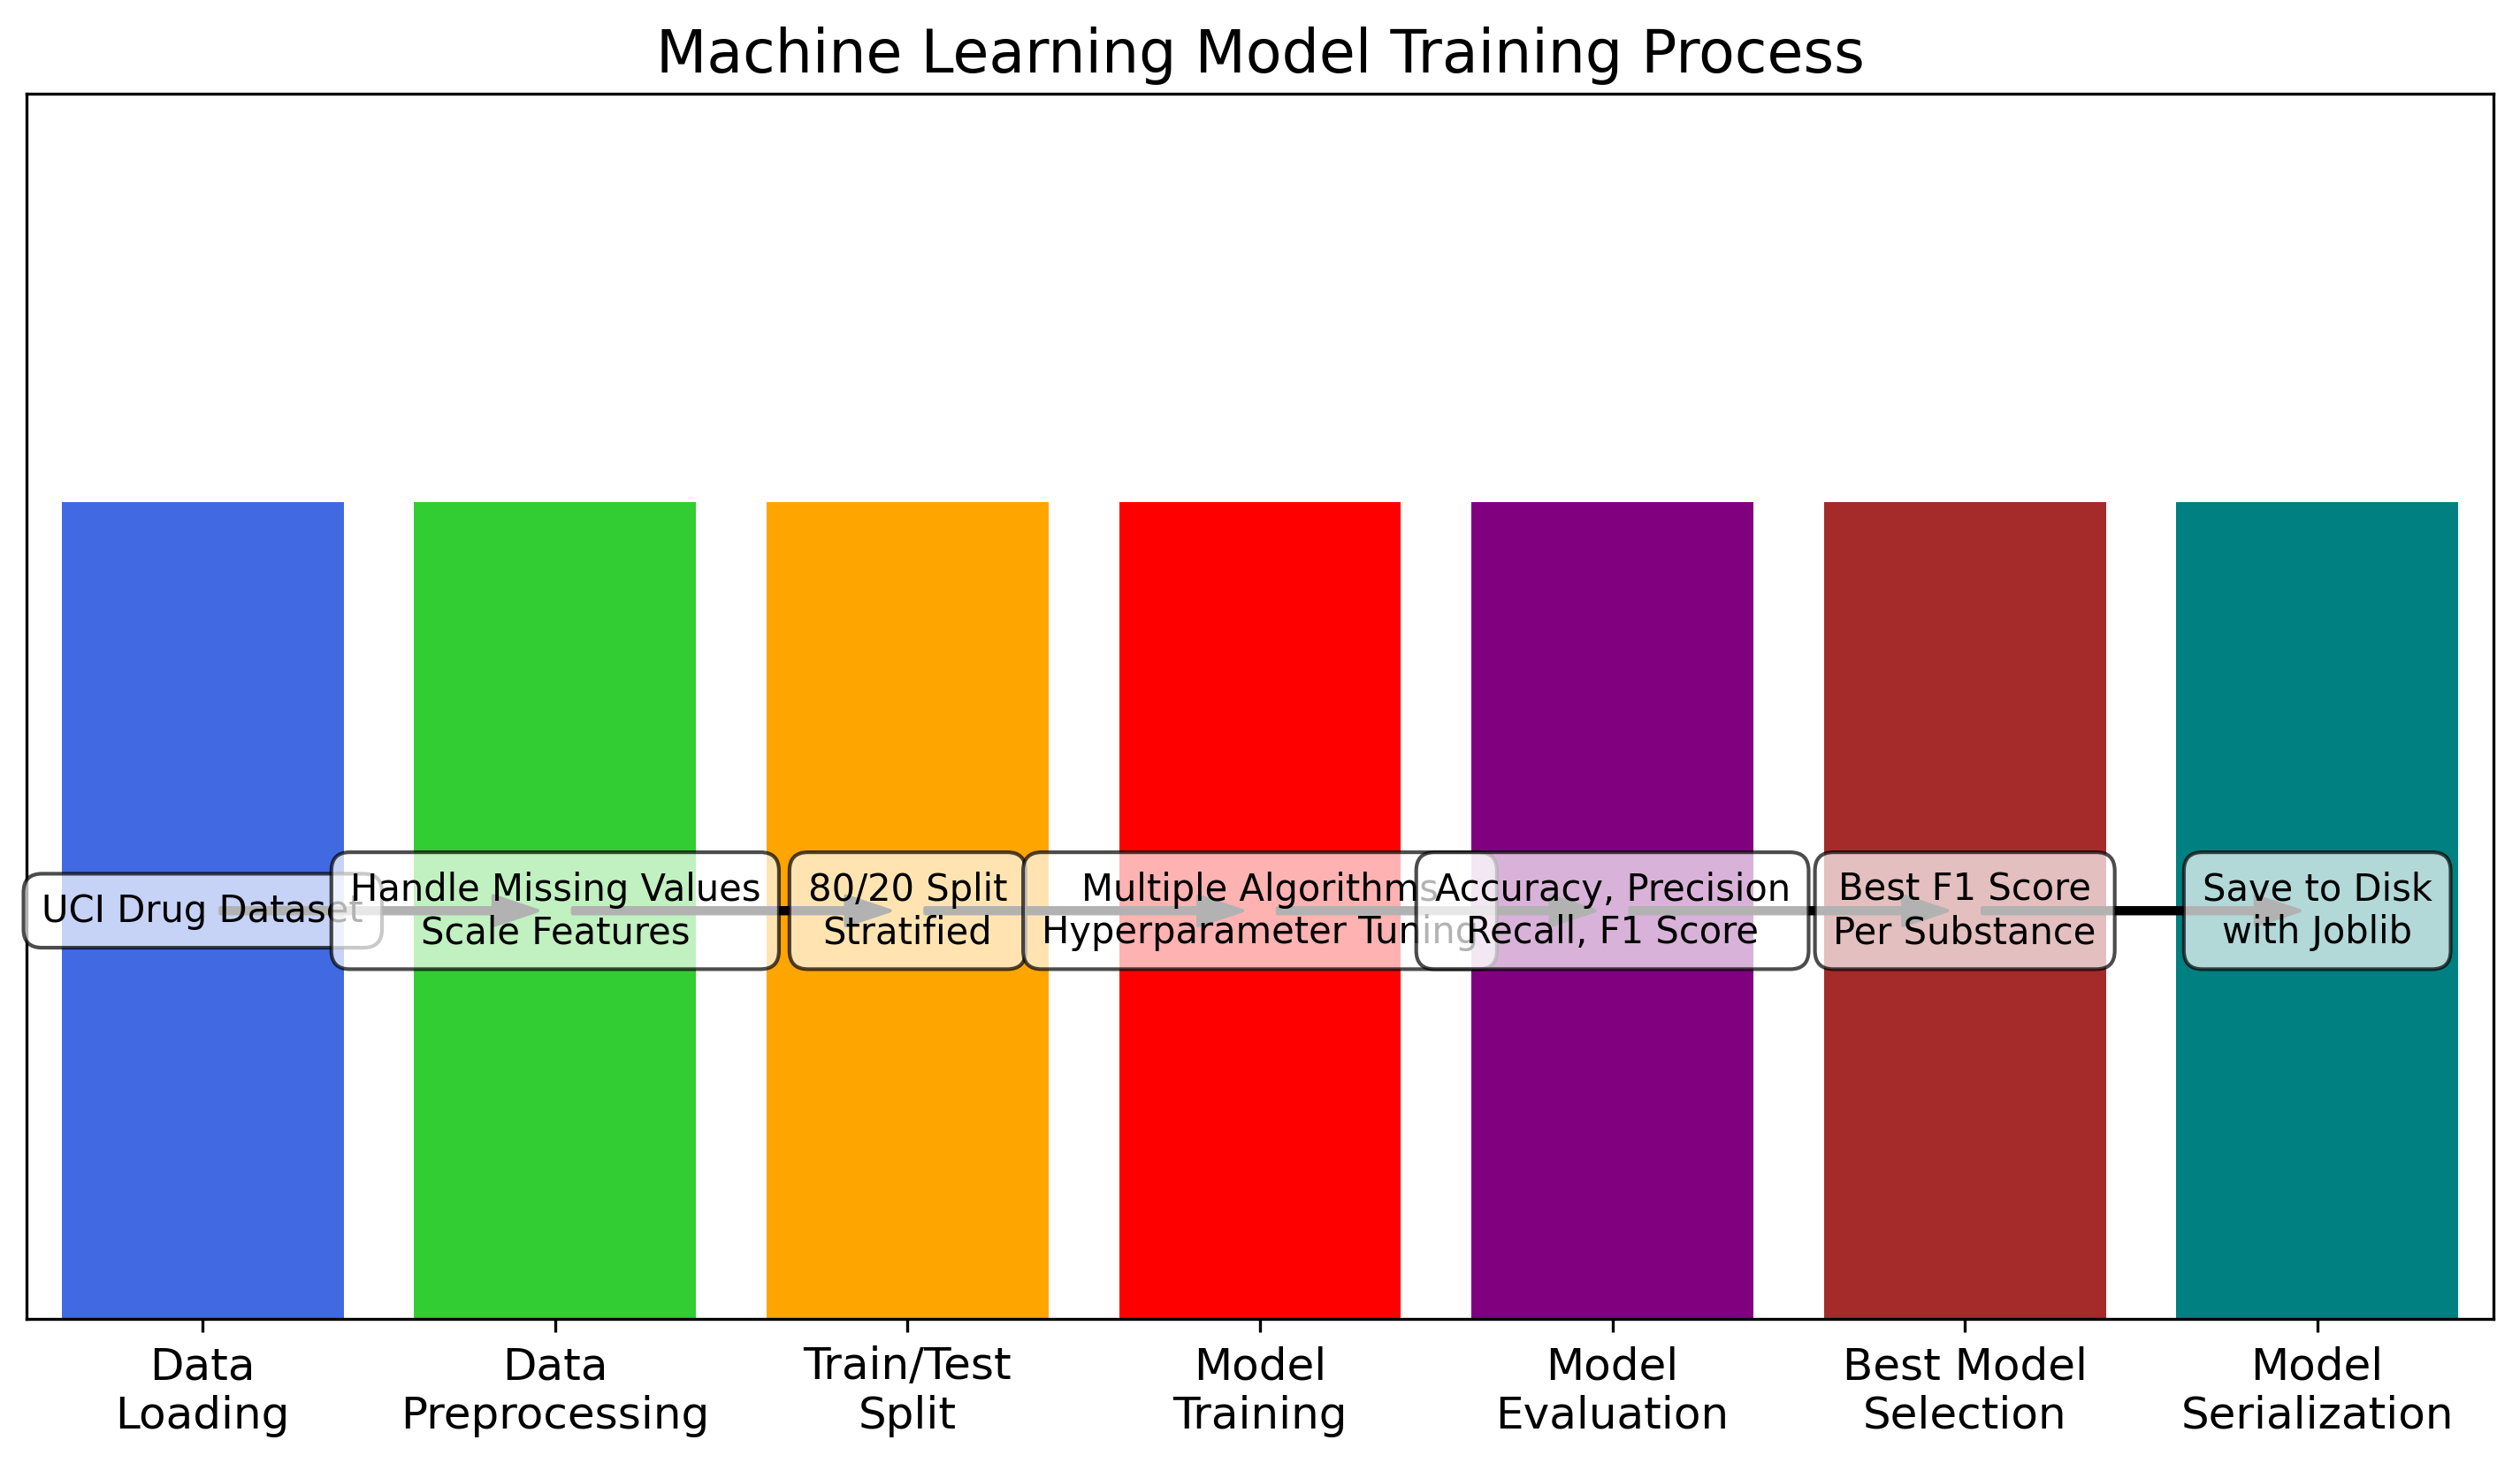 Machine Learning Model Training Process
UCI Drug Dataset
Handle Missing Values
Scale Features
80/20 Split
Stratified
Multiple Algorithms
Hyperparameter Tuning
Accuracy, Precision
Recall, F1 Score
Best F1 Score
Per Substance
Save to Disk
with Joblib
Data
Loading
Data
Preprocessing
Train/Test
Split
Model
Training
Model
Evaluation
Best Model
Selection
Model
Serialization